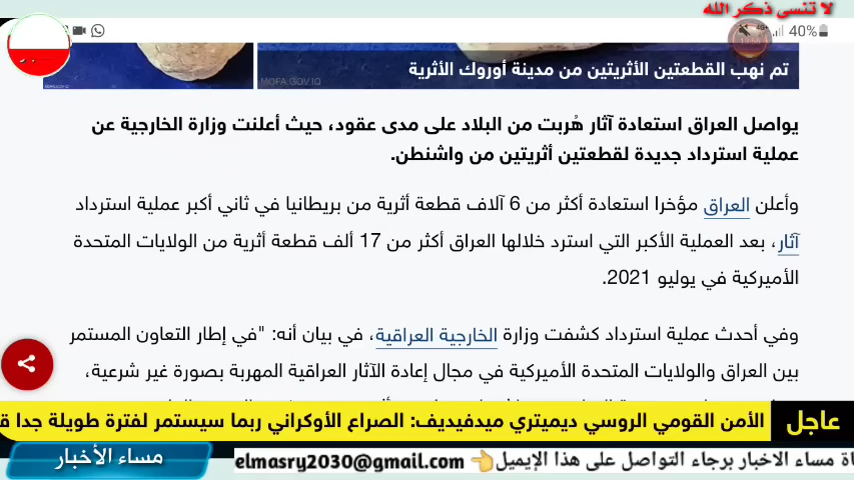 لا تنسى ذكر الله
40%
MOFA.GOV.IQ
تم نهب القطعتين الأثريتين من مدينة أوروك الأثرية
يواصل العراق استعادة آثار هُربت من البلاد على مدى عقود، حيث أعلنت وزارة الخارجية عن
عملية استرداد جديدة لقطعتين أثريتين من واشنطن.
وأعلن العراق مؤخرا استعادة أكثر من 6 آلاف قطعة أثرية من بريطانيا في ثاني أكبر عملية استرداد
آثار، بعد العملية الأكبر التي استرد خلالها العراق أكثر من 17 ألف قطعة أثرية من الولايات المتحدة
الأميركية في يوليو 2021.
وفي أحدث عملية استرداد كشفت وزارة الخارجية العراقية، في بيان أنه: "في إطار التعاون المستمر
بين العراق والولايات المتحدة الأميركية في مجال إعادة الآثار العراقية المهربة بصورة غير شرعية،
عاجل
الأمن القومي الروسي ديميتري ميدفيديف: الصراع الأوكراني ربما سيستمر لفترة طويلة جدا
مساء الأخبار
مساء الاخبار برجاء التواصل على هذا الإيميل elmasry2030@gmail.com